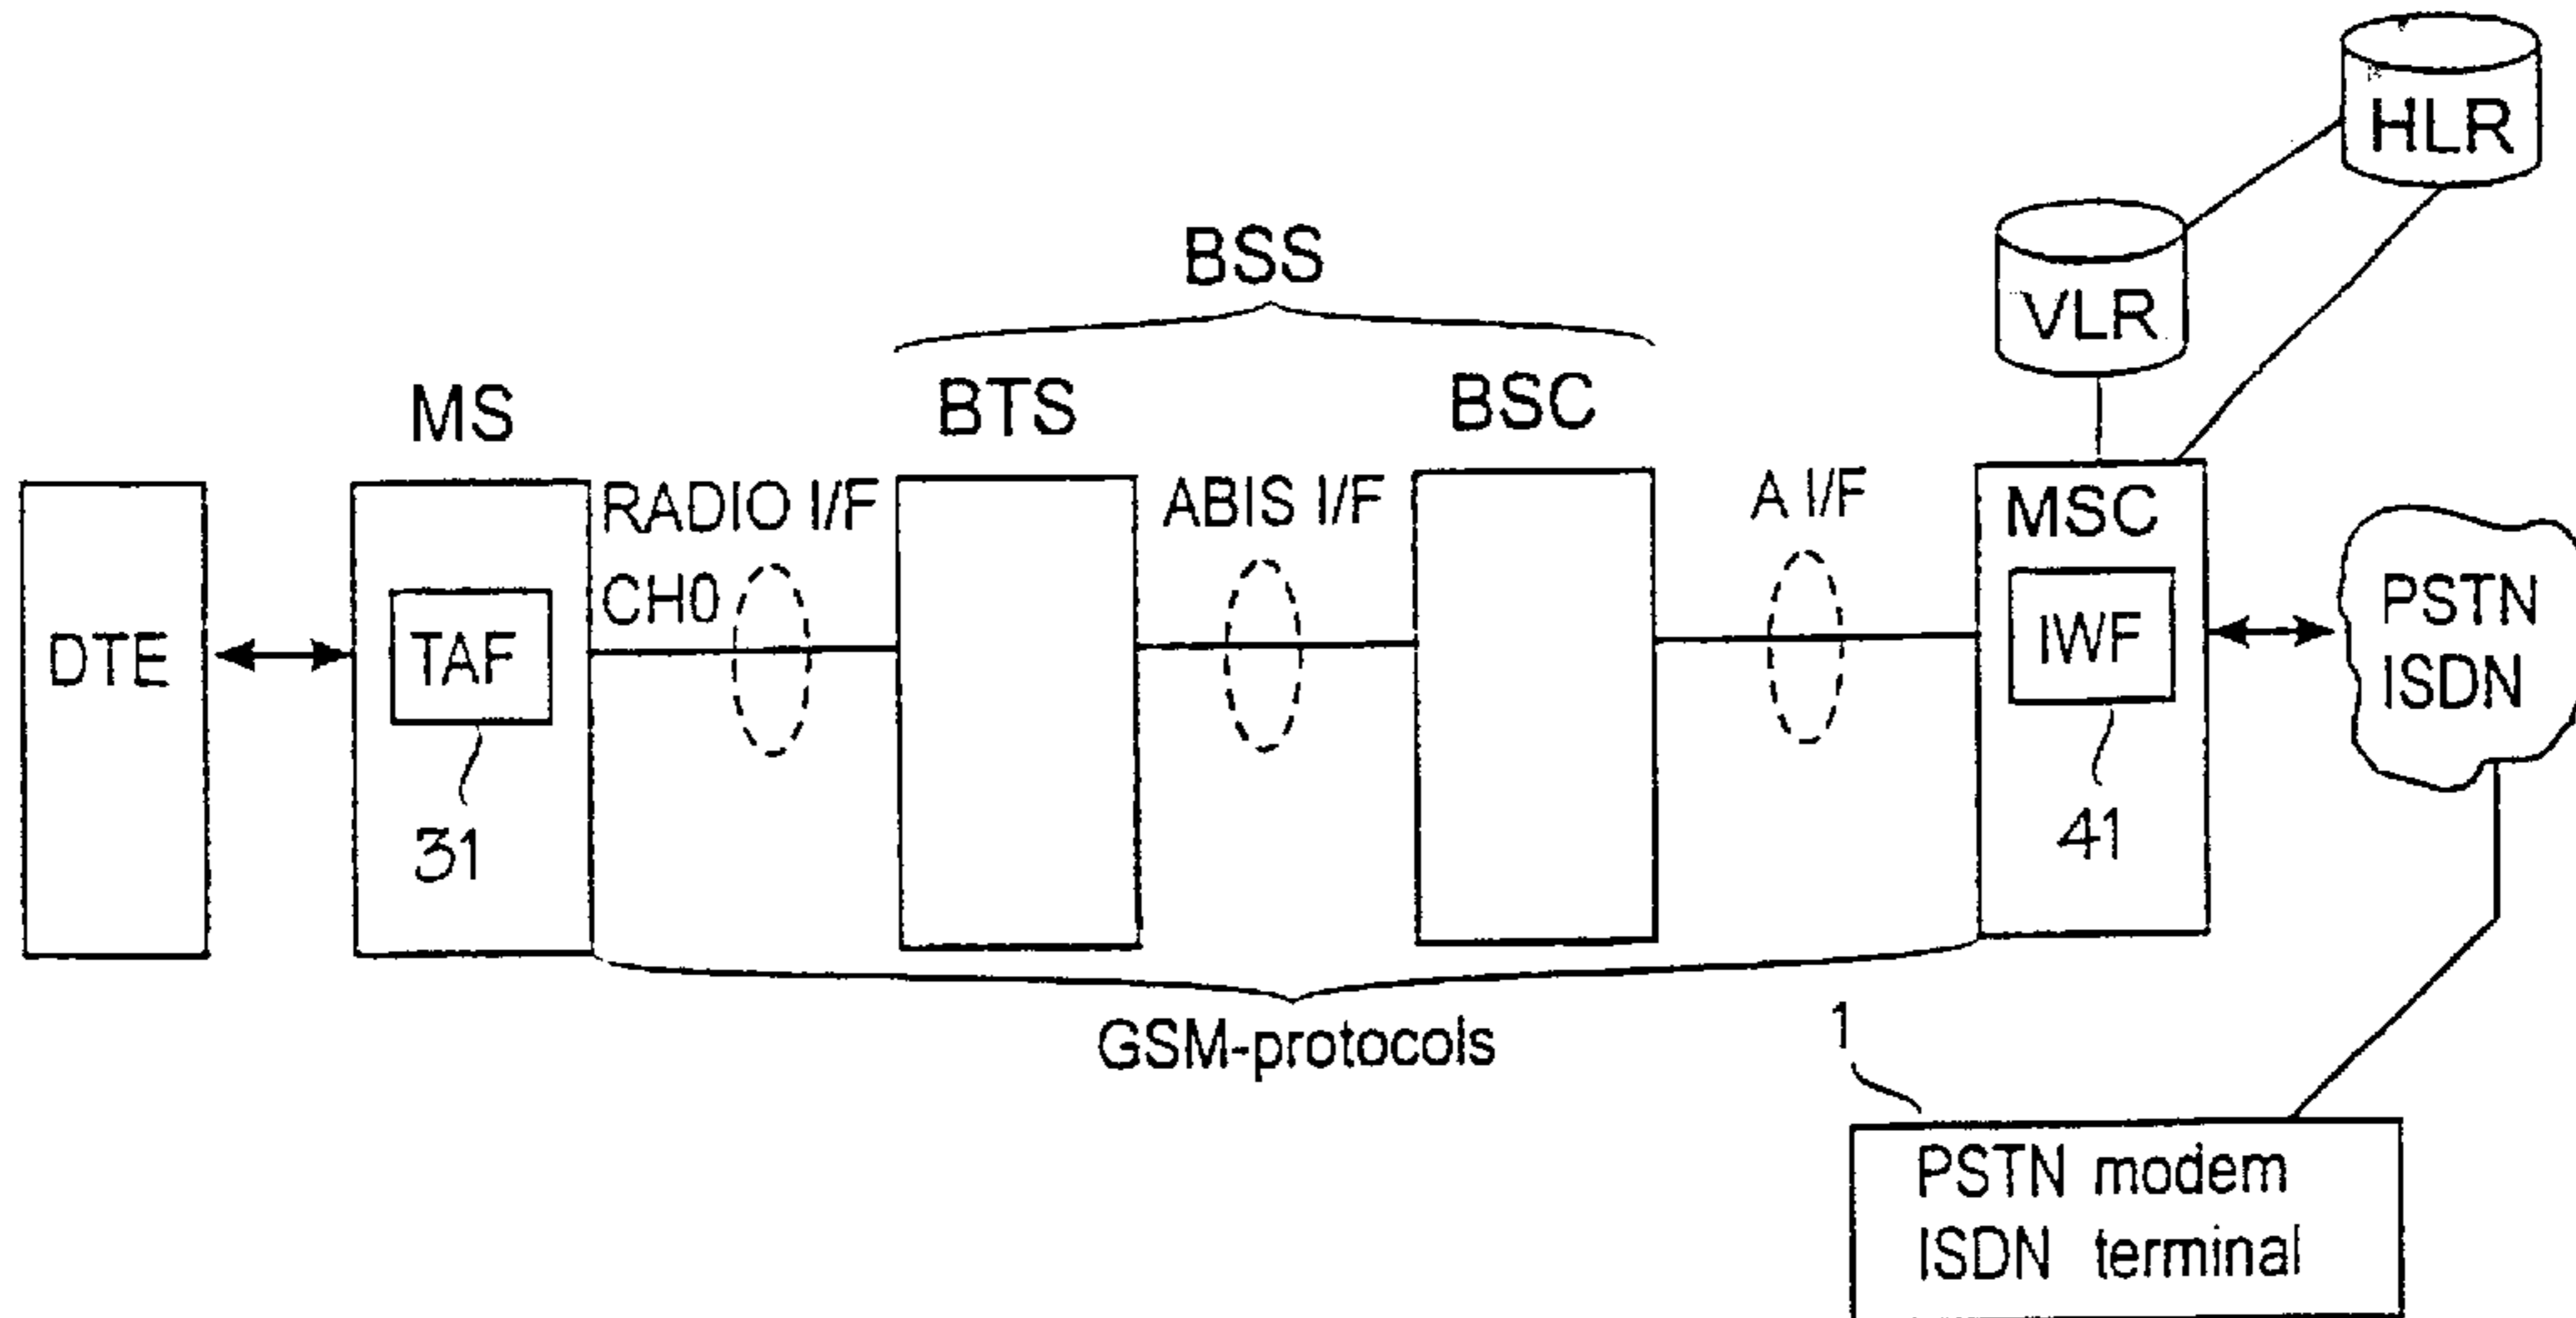 HLR
VLR
BSS
MS
BTS
BSC
RADIO I/F
CH0
ABIS I/F
A I/F
MSC
DTE
TAF
IWF
PSTN
ISDN
31
41
GSM-protocols
1
PSTN modem
ISDN terminal